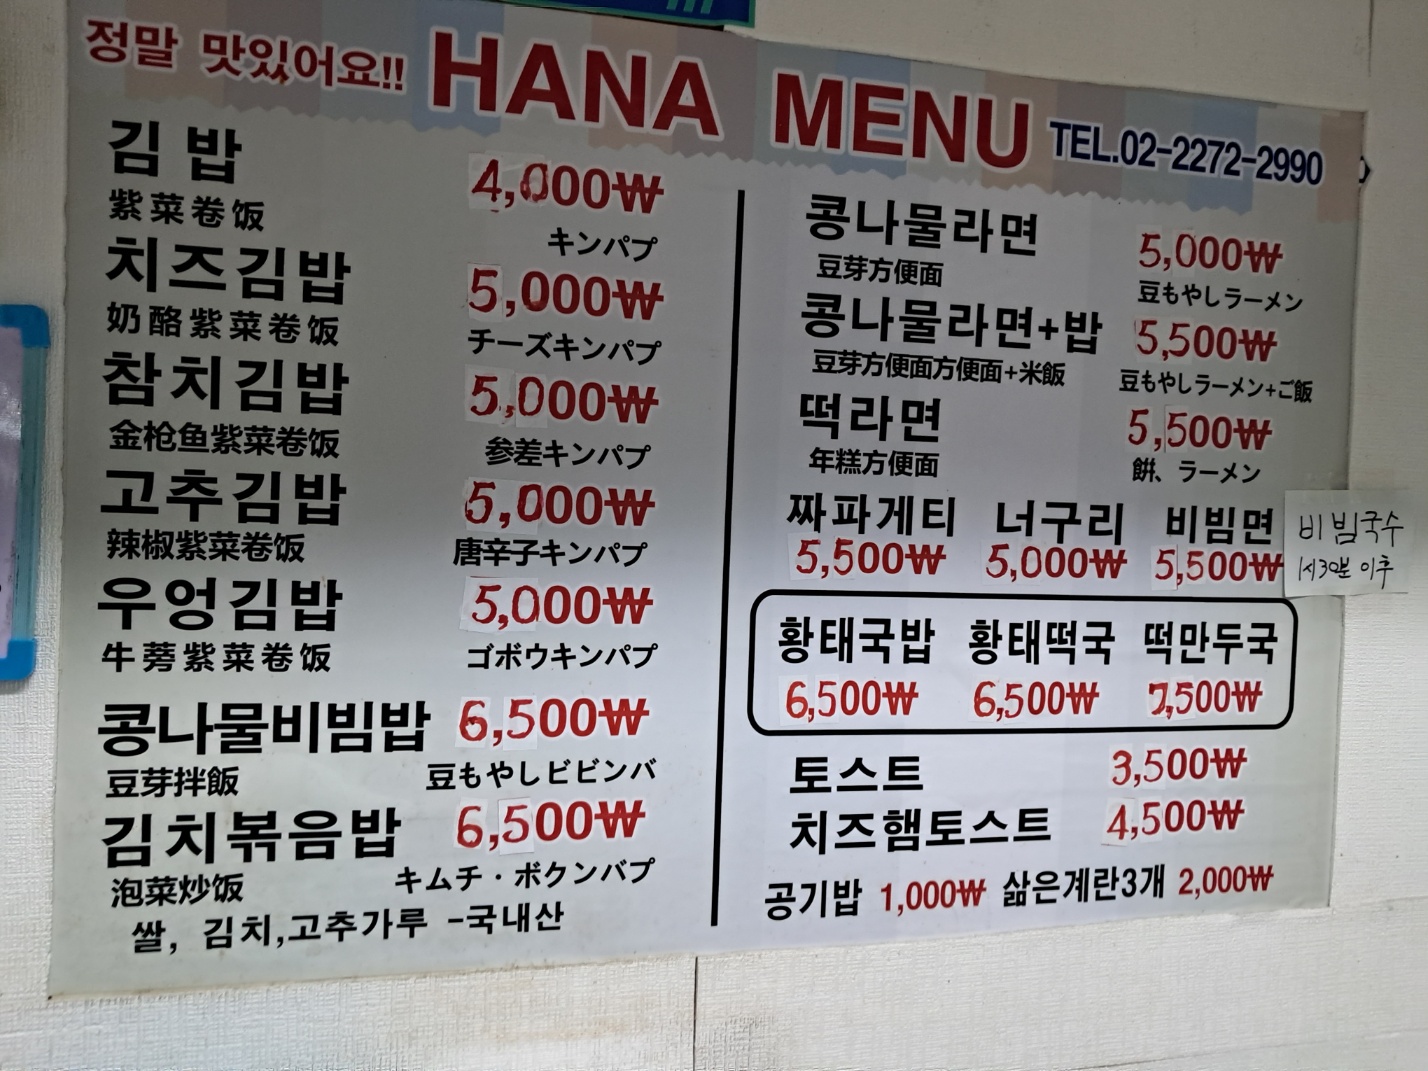 정말 맛있어요!! HANA MENU TEL.02-2272-2990
김밥 4,000₩
紫菜卷饭 キンパプ
치즈김밥 5,000₩
奶酪紫菜卷饭 チーズキンパプ
참치김밥 5,000₩
金枪鱼紫菜卷饭 参差キンパプ
고추김밥 5,000₩
辣椒紫菜卷饭 唐辛子キンパプ
우엉김밥 5,000₩
牛蒡紫菜卷饭 ゴボウキンパプ
콩나물비빔밥 6,500₩
豆芽拌飯 豆もやしビビンバ
김치볶음밥 6,500₩
泡菜炒饭 キムチ・ボクンバプ
쌀, 김치,고추가루 -국내산
콩나물라면 5,000₩
豆芽方便面 豆もやしラーメン
콩나물라면+밥 5,500₩
豆芽方便面方便面+米飯 豆もやしラーメン+ご飯
떡라면 5,500₩
年糕方便面 餠、ラーメン
짜파게티 너구리 비빔면 비빔국수
5,500₩ 5,000₩ 5,500₩ 1시30분 이후
황태국밥 황태떡국 떡만두국
6,500₩ 6,500₩ 7,500₩
토스트 3,500₩
치즈햄토스트 4,500₩
공기밥 1,000₩ 삶은계란3개 2,000₩